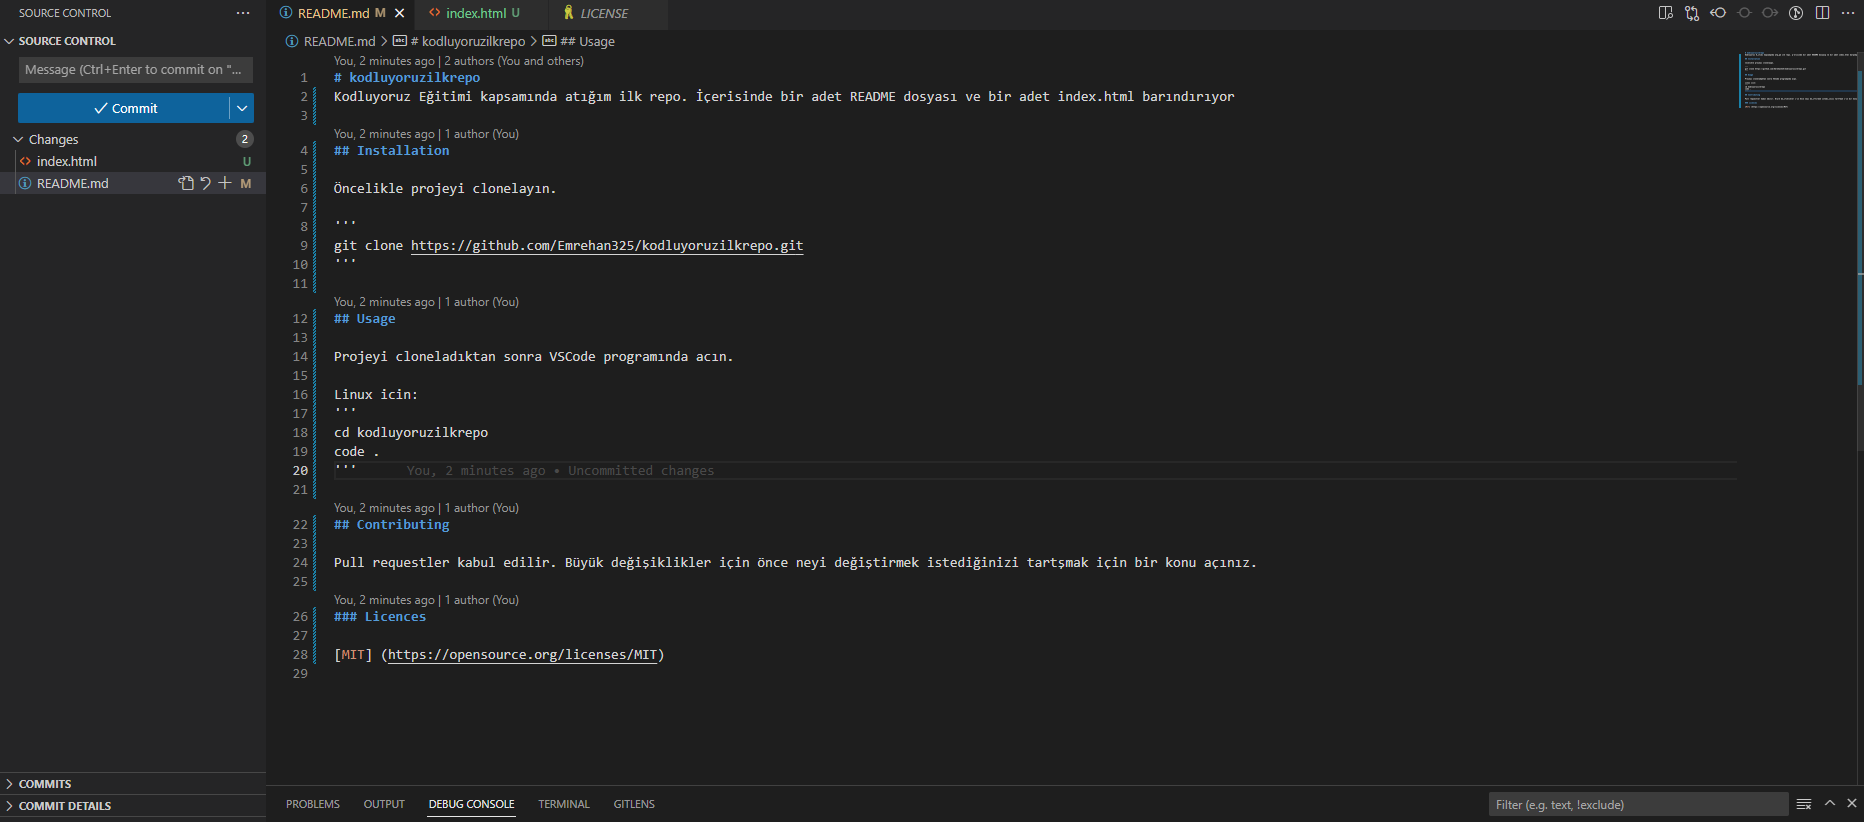 SOURCE CONTROL
SOURCE CONTROL
Message (Ctrl+Enter to commit on "...
Commit
Changes 2
index.html U
README.md M
COMMITS
COMMIT DETAILS
README.md M index.html U LICENSE
README.md > # kodluyoruzilkrepo > ## Usage
You, 2 minutes ago | 2 authors (You and others)
1 # kodluyoruzilkrepo
2 Kodluyoruz Eğitimi kapsamında atığım ilk repo. İçerisinde bir adet README dosyası ve bir adet index.html barındırıyor
3
You, 2 minutes ago | 1 author (You)
4 ## Installation
5
6 Öncelikle projeyi clonelayın.
7
8 '''
9 git clone https://github.com/Emrehan325/kodluyoruzilkrepo.git
10 '''
11
You, 2 minutes ago | 1 author (You)
12 ## Usage
13
14 Projeyi cloneladıktan sonra VSCode programında acın.
15
16 Linux icin:
17 '''
18 cd kodluyoruzilkrepo
19 code .
20 ''' You, 2 minutes ago • Uncommitted changes
21
You, 2 minutes ago | 1 author (You)
22 ## Contributing
23
24 Pull requestler kabul edilir. Büyük değişiklikler için önce neyi değiştirmek istediğinizi tartşmak için bir konu açınız.
25
You, 2 minutes ago | 1 author (You)
26 ### Licences
27
28 [MIT] (https://opensource.org/licenses/MIT)
29
PROBLEMS OUTPUT DEBUG CONSOLE TERMINAL GITLENS Filter (e.g. text, !exclude)